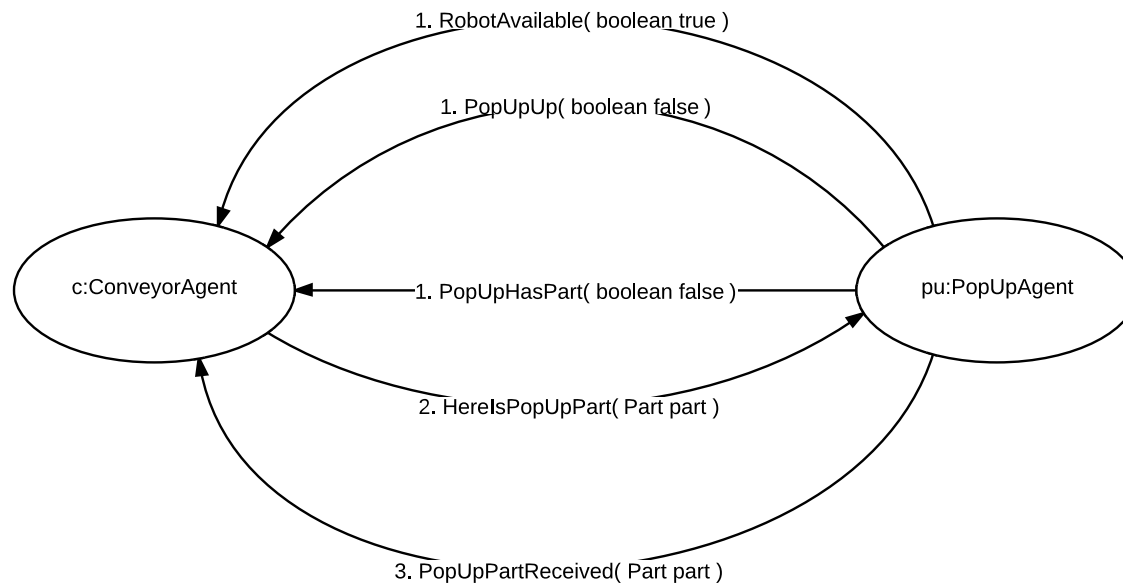 1. RobotAvailable( boolean true )
1. PopUpUp( boolean false )
c:ConveyorAgent
1. PopUpHasPart( boolean false )
pu:PopUpAgent
2. HereIsPopUpPart( Part part )
3. PopUpPartReceived( Part part )